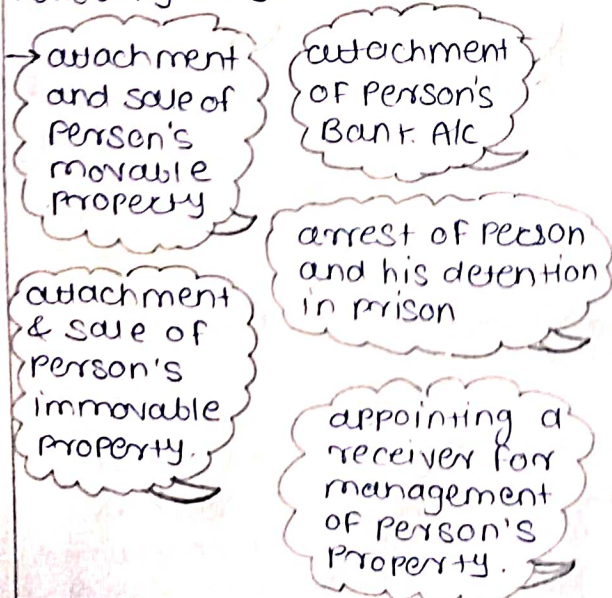 → attachment
and sale of
person's
movable
property
attachment
of person's
Bank A/c
arrest of person
and his detention
in prison
attachment
& sale of
person's
immovable
property.
appointing a
receiver for
management
of person's
property.